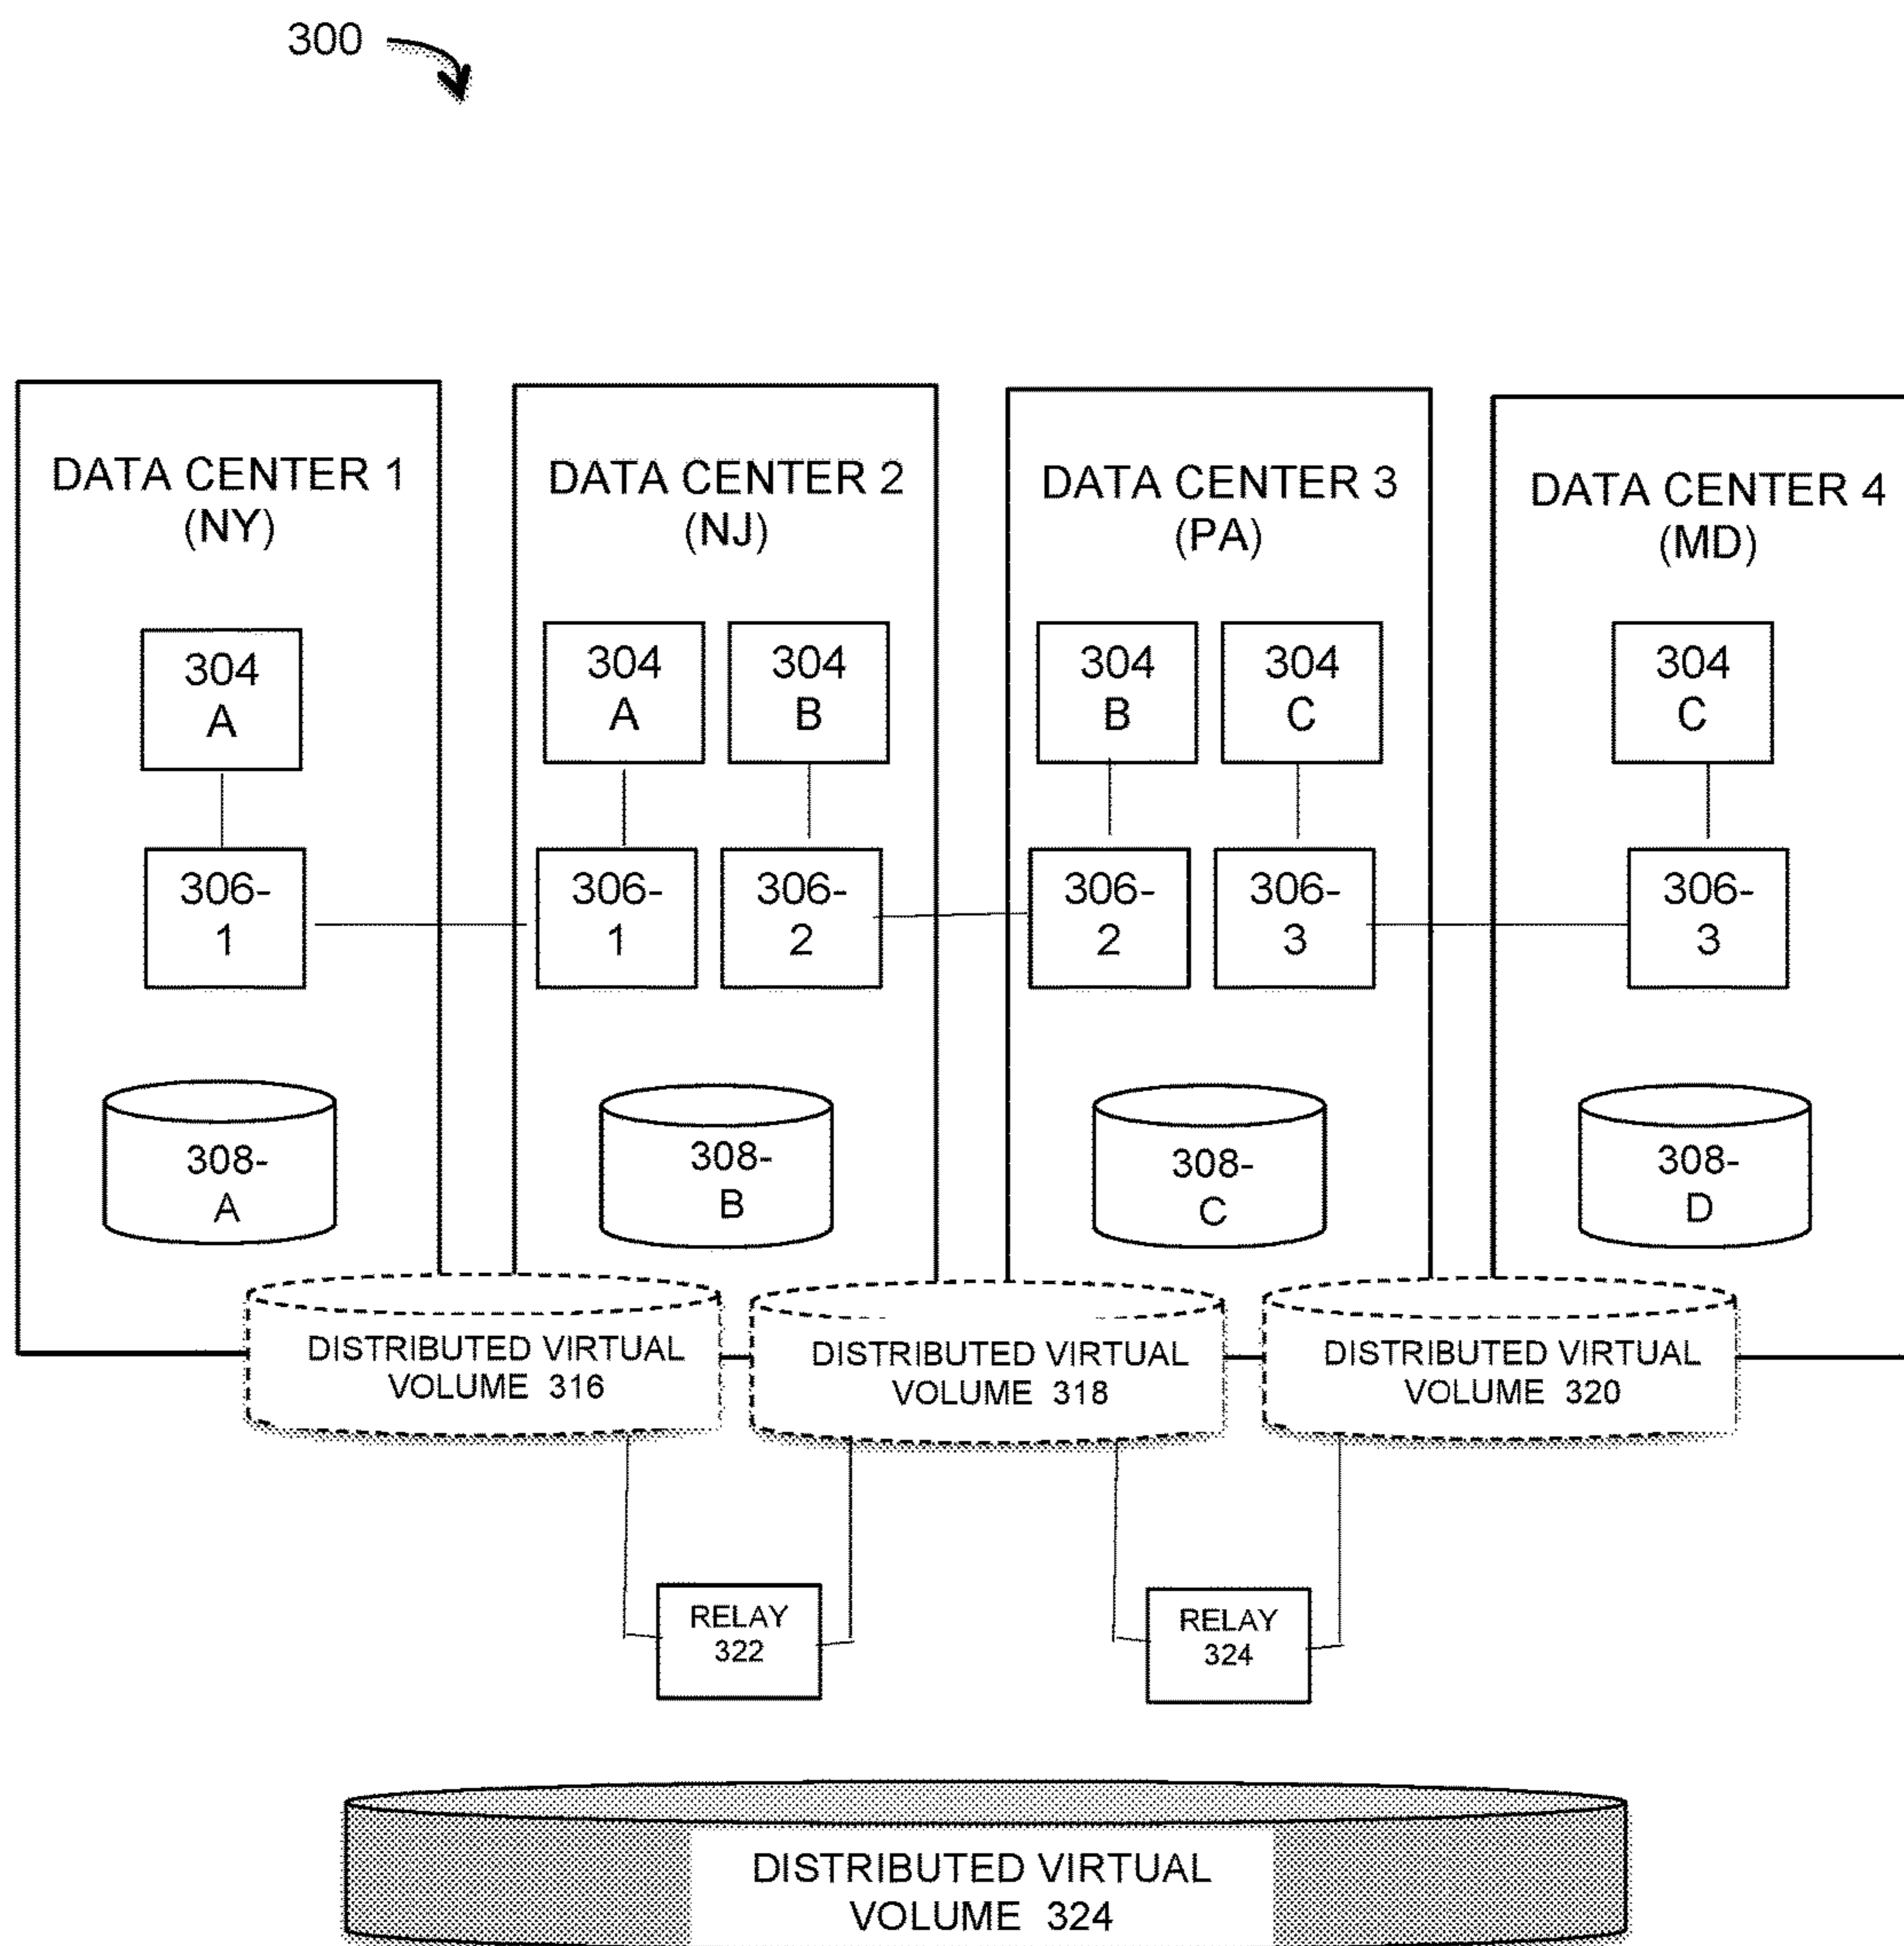 300
DATA CENTER 1
(NY)
DATA CENTER 2
(NJ)
DATA CENTER 3
(PA)
DATA CENTER 4
(MD)
304
A
304
A
304
B
304
B
304
C
304
C
306-
1
306-
1
306-
2
306-
2
306-
3
306-
3
308-
A
308-
B
308-
C
308-
D
DISTRIBUTED VIRTUAL
VOLUME 316
DISTRIBUTED VIRTUAL
VOLUME 318
DISTRIBUTED VIRTUAL
VOLUME 320
RELAY
322
RELAY
324
DISTRIBUTED VIRTUAL
VOLUME 324